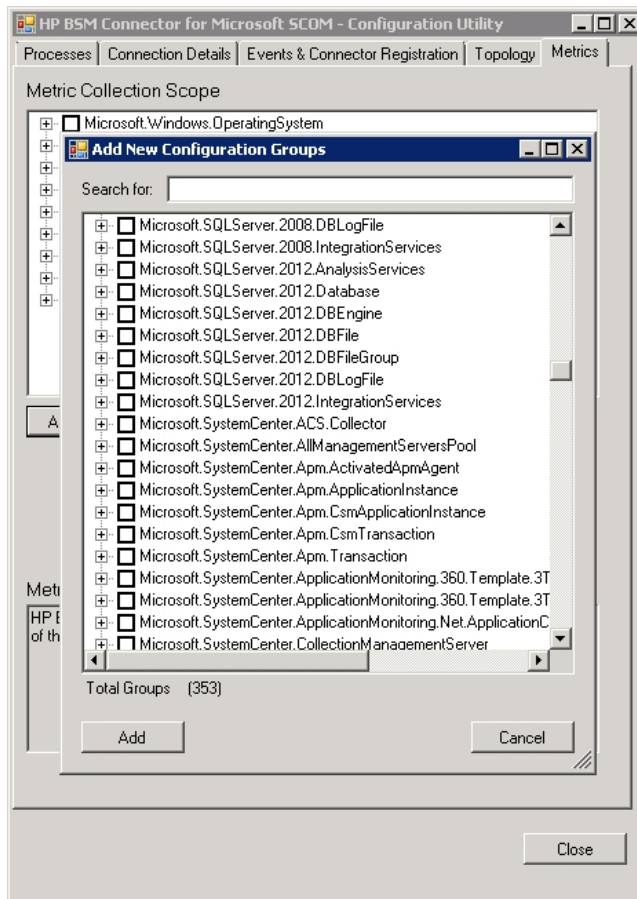 HP BSM Connector for Microsoft SCOM - Configuration Utility
Processes
Connection Details
Events & Connector Registration
Topology
Metrics
Metric Collection Scope
Microsoft.Windows.OperatingSystem
Add New Configuration Groups
Search for:
Microsoft.SQLServer.2008.DBLogFile
Microsoft.SQLServer.2008.IntegrationServices
Microsoft.SQLServer.2012.AnalysisServices
Microsoft.SQLServer.2012.Database
Microsoft.SQLServer.2012.DBEngine
Microsoft.SQLServer.2012.DBFile
Microsoft.SQLServer.2012.DBFileGroup
Microsoft.SQLServer.2012.DBLogFile
Microsoft.SQLServer.2012.IntegrationServices
Microsoft.SystemCenter.ACS.Collector
Microsoft.SystemCenter.AllManagementServersPool
Microsoft.SystemCenter.Apm.ActivatedApmAgent
Microsoft.SystemCenter.Apm.ApplicationInstance
Microsoft.SystemCenter.Apm.CsmApplicationInstance
Microsoft.SystemCenter.Apm.CsmTransaction
Microsoft.SystemCenter.Apm.Transaction
Microsoft.SystemCenter.ApplicationMonitoring.360.Template.3T
Microsoft.SystemCenter.ApplicationMonitoring.360.Template.3T
Microsoft.SystemCenter.ApplicationMonitoring.Net.ApplicationC
Microsoft.SystemCenter.CollectionManagementServer
A
Met
HP
of th
Total Groups (353)
Add
Cancel
Close